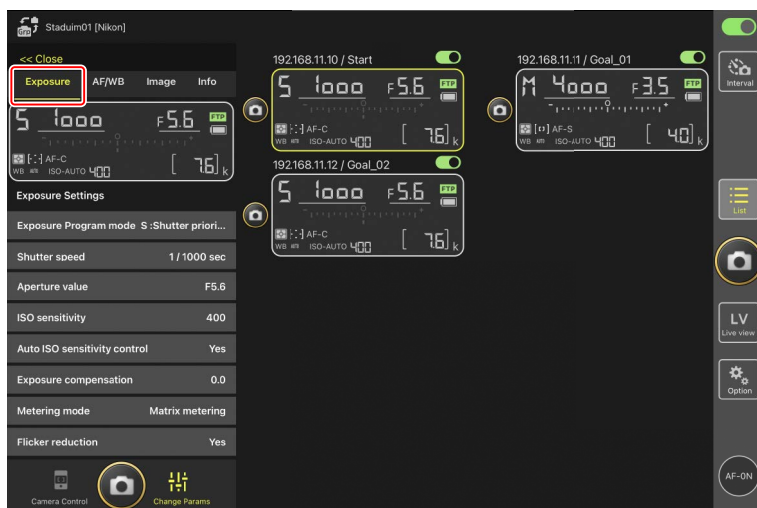 Grp Staduim01 [Nikon]
<< Close
Exposure AF/WB Image Info
S 1000 F5.6 FTP
AF-C
WB ISO-AUTO 400 [ 7.6] k
Exposure Settings
Exposure Program mode S :Shutter priori...
Shutter speed 1 / 1000 sec
Aperture value F5.6
ISO sensitivity 400
Auto ISO sensitivity control Yes
Exposure compensation 0.0
Metering mode Matrix metering
Flicker reduction Yes
Camera Control Change Params
192.168.11.10 / Start
S 1000 F5.6 FTP
AF-C
WB ISO-AUTO 400 [ 7.6] k
192.168.11.11 / Goal_01
M 4000 F3.5 FTP
AF-S
WB ISO-AUTO 400 [ 4.0] k
192.168.11.12 / Goal_02
S 1000 F5.6 FTP
AF-C
WB ISO-AUTO 400 [ 7.6] k
Interval
List
LV
Live view
Option
AF-ON